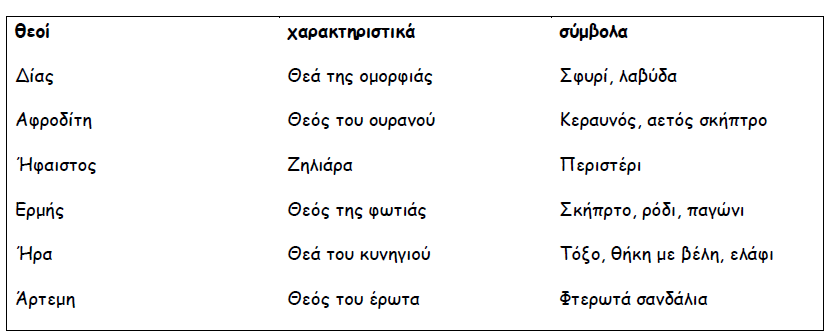 θεοί χαρακτηριστικά σύμβολα
Δίας Θεά της ομορφιάς Σφυρί, λαβύδα
Αφροδίτη Θεός του ουρανού Κεραυνός, αετός σκήπτρο
Ήφαιστος Ζηλιάρα Περιστέρι
Ερμής Θεός της φωτιάς Σκήπρτο, ρόδι, παγώνι
Ήρα Θεά του κυνηγιού Τόξο, θήκη με βέλη, ελάφι
Άρτεμη Θεός του έρωτα Φτερωτά σανδάλια